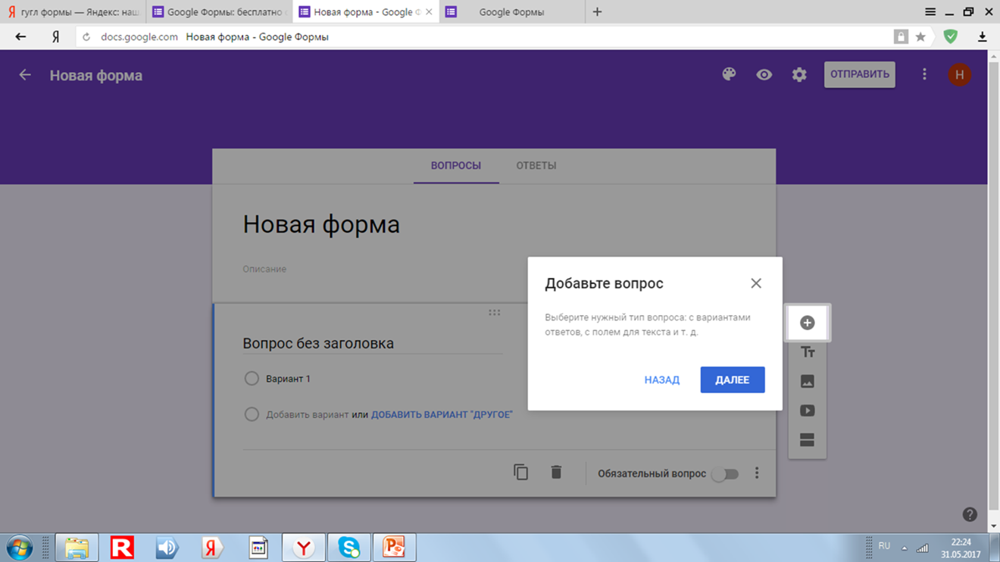 гугл формы — Яндекс: наш
Google Формы: бесплатно
Новая форма - Google Ф
Google Формы
Я
docs.google.com Новая форма - Google Формы
Новая форма
ОТПРАВИТЬ
Н
ВОПРОСЫ ОТВЕТЫ
Новая форма
Описание
Добавьте вопрос
Выберите нужный тип вопроса: с вариантами
ответов, с полем для текста и т. д.
НАЗАД ДАЛЕЕ
Тт
Вопрос без заголовка
Вариант 1
Добавить вариант или ДОБАВИТЬ ВАРИАНТ "ДРУГОЕ"
Обязательный вопрос
RU
22:24
31.05.2017